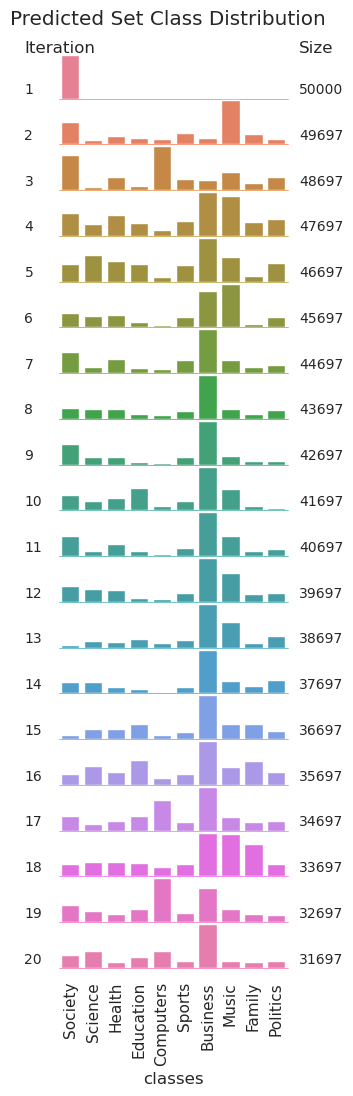 Predicted Set Class Distribution
Iteration Size
1 50000
2 49697
3 48697
4 47697
5 46697
6 45697
7 44697
8 43697
9 42697
10 41697
11 40697
12 39697
13 38697
14 37697
15 36697
16 35697
17 34697
18 33697
19 32697
20 31697
Society
Science
Health
Education
Computers
Sports
Business
Music
Family
Politics
classes